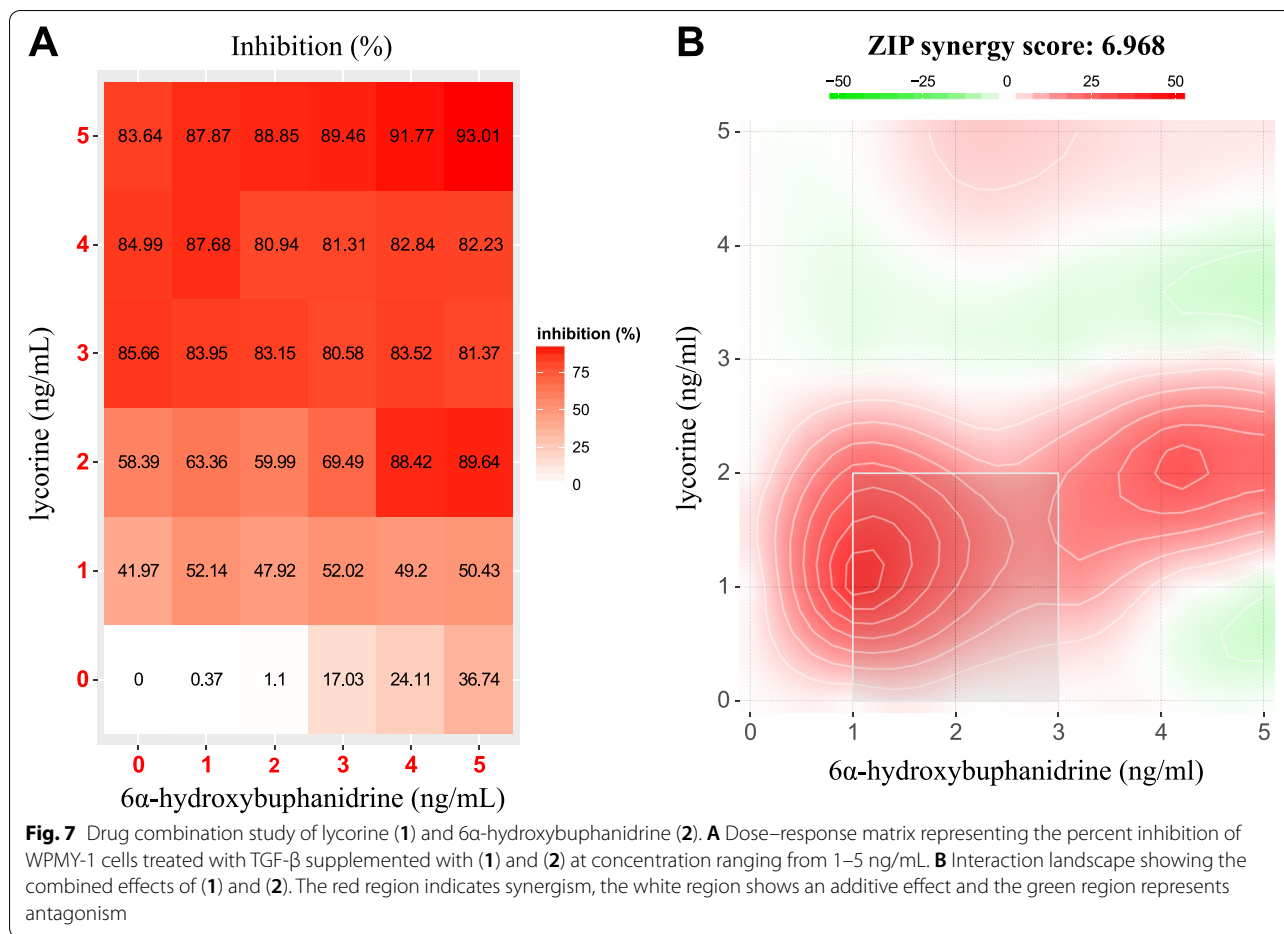 A
Inhibition (%)
lycorine (ng/mL)
5 83.64 87.87 88.85 89.46 91.77 93.01
4 84.99 87.68 80.94 81.31 82.84 82.23
3 85.66 83.95 83.15 80.58 83.52 81.37
2 58.39 63.36 59.99 69.49 88.42 89.64
1 41.97 52.14 47.92 52.02 49.2 50.43
0 0 0.37 1.1 17.03 24.11 36.74
0 1 2 3 4 5
6α-hydroxybuphanidrine (ng/mL)
inhibition (%)
75
50
25
0
B
ZIP synergy score: 6.968
−50 −25 0 25 50
lycorine (ng/ml)
5
4
3
2
1
0
0 1 2 3 4 5
6α-hydroxybuphanidrine (ng/ml)
Fig. 7 Drug combination study of lycorine (1) and 6α-hydroxybuphanidrine (2). A Dose–response matrix representing the percent inhibition of
WPMY-1 cells treated with TGF-β supplemented with (1) and (2) at concentration ranging from 1–5 ng/mL. B Interaction landscape showing the
combined effects of (1) and (2). The red region indicates synergism, the white region shows an additive effect and the green region represents
antagonism